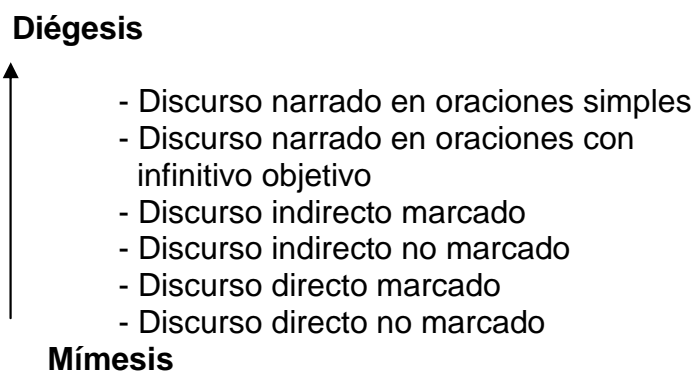 Diégesis
- Discurso narrado en oraciones simples
- Discurso narrado en oraciones con
infinitivo objetivo
- Discurso indirecto marcado
- Discurso indirecto no marcado
- Discurso directo marcado
- Discurso directo no marcado
Mímesis